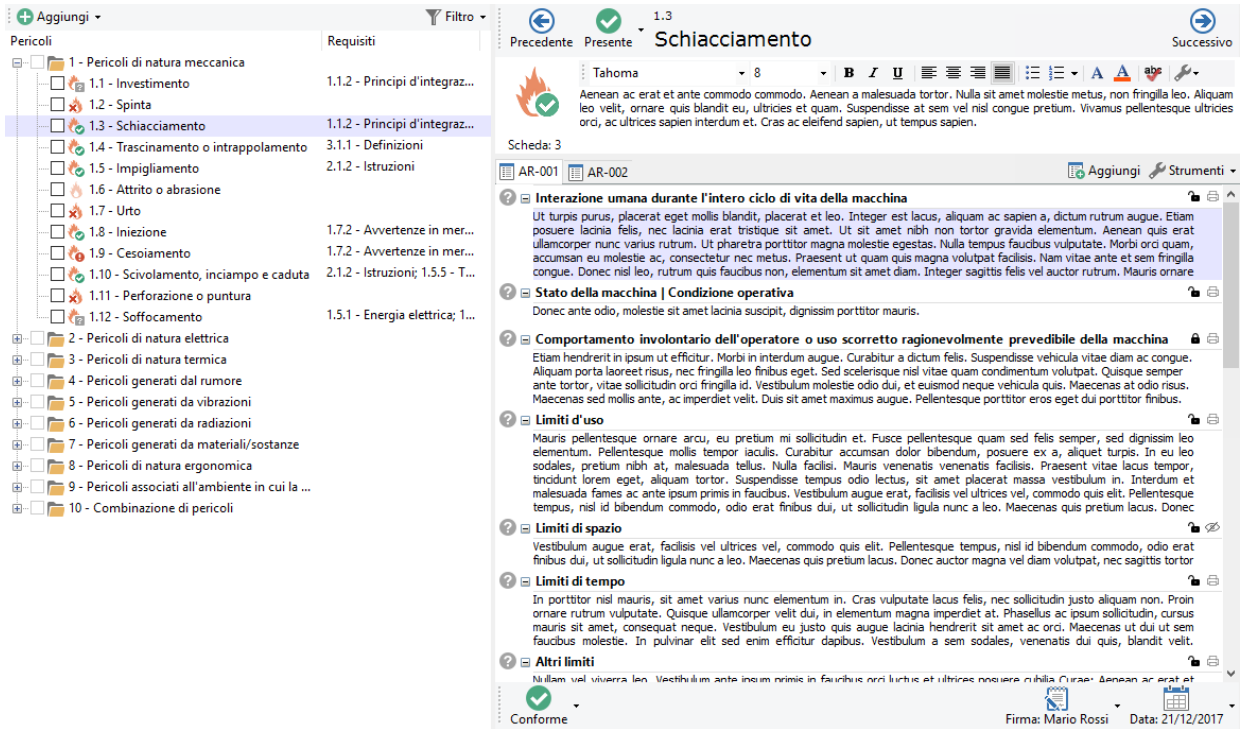 Aggiungi
Filtro
Pericoli
Requisiti
1 - Pericoli di natura meccanica
1.1 - Investimento
1.1.2 - Principi d'integraz...
1.2 - Spinta
1.3 - Schiacciamento
1.1.2 - Principi d'integraz...
1.4 - Trascinamento o intrappolamento
3.1.1 - Definizioni
1.5 - Impigliamento
2.1.2 - Istruzioni
1.6 - Attrito o abrasione
1.7 - Urto
1.8 - Iniezione
1.7.2 - Avvertenze in mer...
1.9 - Cesoiamento
1.7.2 - Avvertenze in mer...
1.10 - Scivolamento, inciampo e caduta
2.1.2 - Istruzioni; 1.5.5 - T...
1.11 - Perforazione o puntura
1.12 - Soffocamento
1.5.1 - Energia elettrica; 1...
2 - Pericoli di natura elettrica
3 - Pericoli di natura termica
4 - Pericoli generati dal rumore
5 - Pericoli generati da vibrazioni
6 - Pericoli generati da radiazioni
7 - Pericoli generati da materiali/sostanze
8 - Pericoli di natura ergonomica
9 - Pericoli associati all'ambiente in cui la ...
10 - Combinazione di pericoli
Precedente
Presente
1.3
Schiacciamento
Successivo
Tahoma
8
B I U
A A abc
Aenean ac erat et ante commodo commodo. Aenean a malesuada tortor. Nulla sit amet molestie metus, non fringilla leo. Aliquam
leo velit, ornare quis blandit eu, ultricies et quam. Suspendisse at sem vel nisl congue pretium. Vivamus pellentesque ultricies
orci, ac ultrices sapien interdum et. Cras ac eleifend sapien, ut tempus sapien.
Scheda: 3
AR-001
AR-002
Aggiungi
Strumenti
Interazione umana durante l'intero ciclo di vita della macchina
Ut turpis purus, placerat eget mollis blandit, placerat et leo. Integer est lacus, aliquam ac sapien a, dictum rutrum augue. Etiam
posuere lacinia felis, nec lacinia erat tristique sit amet. Ut sit amet nibh non tortor gravida elementum. Aenean quis erat
ullamcorper nunc varius rutrum. Ut pharetra porttitor magna molestie egestas. Nulla tempus faucibus vulputate. Morbi orci quam,
accumsan eu molestie ac, consectetur nec metus. Praesent ut quam quis magna volutpat facilisis. Nam vitae ante et sem fringilla
congue. Donec nisl leo, rutrum quis faucibus non, elementum sit amet diam. Integer sagittis felis vel auctor rutrum. Mauris ornare
Stato della macchina | Condizione operativa
Donec ante odio, molestie sit amet lacinia suscipit, dignissim porttitor mauris.
Comportamento involontario dell'operatore o uso scorretto ragionevolmente prevedibile della macchina
Etiam hendrerit in ipsum ut efficitur. Morbi in interdum augue. Curabitur a dictum felis. Suspendisse vehicula vitae diam ac congue.
Aliquam porta laoreet risus, nec fringilla leo finibus eget. Sed scelerisque nisl vitae quam condimentum volutpat. Quisque semper
ante tortor, vitae sollicitudin orci fringilla id. Vestibulum molestie odio dui, et euismod neque vehicula quis. Maecenas at odio risus.
Maecenas sed mollis ante, ac imperdiet velit. Duis sit amet maximus augue. Pellentesque porttitor eros eget dui porttitor finibus.
Limiti d'uso
Mauris pellentesque ornare arcu, eu pretium mi sollicitudin et. Fusce pellentesque quam sed felis semper, sed dignissim leo
elementum. Pellentesque mollis tempor iaculis. Curabitur accumsan dolor bibendum, posuere ex a, aliquet turpis. In eu leo
sodales, pretium nibh at, malesuada tellus. Nulla facilisi. Mauris venenatis venenatis facilisis. Praesent vitae lacus tempor,
tincidunt lorem eget, aliquam tortor. Suspendisse tempus odio lectus, sit amet placerat massa vestibulum in. Interdum et
malesuada fames ac ante ipsum primis in faucibus. Vestibulum augue erat, facilisis vel ultrices vel, commodo quis elit. Pellentesque
tempus, nisl id bibendum commodo, odio erat finibus dui, ut sollicitudin ligula nunc a leo. Maecenas quis pretium lacus. Donec
Limiti di spazio
Vestibulum augue erat, facilisis vel ultrices vel, commodo quis elit. Pellentesque tempus, nisl id bibendum commodo, odio erat
finibus dui, ut sollicitudin ligula nunc a leo. Maecenas quis pretium lacus. Donec auctor magna vel diam volutpat, nec sagittis tortor
Limiti di tempo
In porttitor nisl mauris, sit amet varius nunc elementum in. Cras vulputate lacus felis, nec sollicitudin justo aliquam non. Proin
ornare rutrum vulputate. Quisque ullamcorper velit dui, in elementum magna imperdiet at. Phasellus ac ipsum sollicitudin, cursus
mauris sit amet, consequat neque. Vestibulum eu justo quis augue lacinia hendrerit sit amet ac orci. Maecenas ut dui ut sem
faucibus molestie. In pulvinar elit sed enim efficitur dapibus. Vestibulum a sem sodales, venenatis dui quis, blandit velit.
Altri limiti
Nullam vel viverra leo. Vestibulum ante ipsum primis in faucibus orci luctus et ultrices posuere cubilia Curae; Aenean ac erat et
Conforme
Firma: Mario Rossi
Data: 21/12/2017